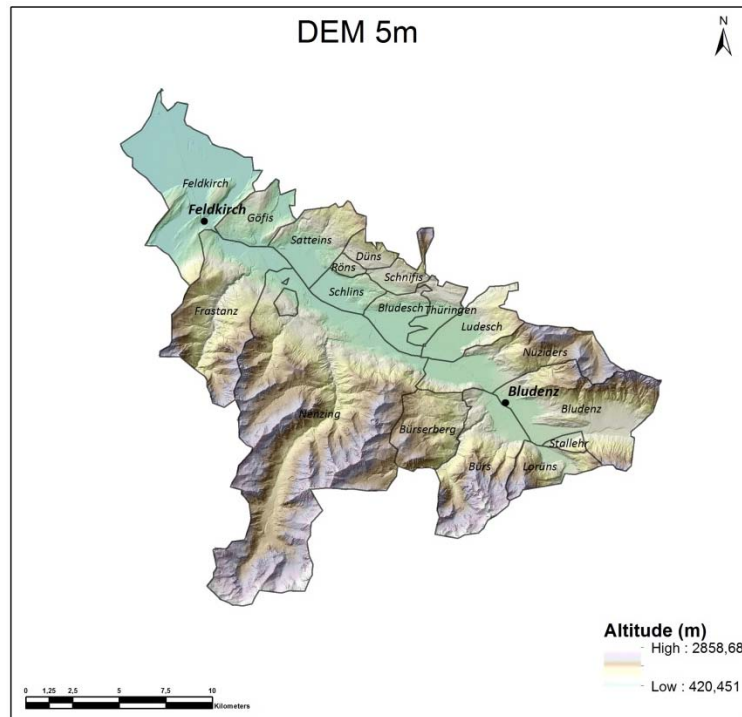 DEM 5m
N
Feldkirch
Feldkirch
Göfis
Satteins
Düns
Röns
Schnifis
Schlins
Bludesch
Thüringen
Ludesch
Frastanz
Nüziders
Nenzing
Bludenz
Bludenz
Bürserberg
Stallehr
Bürs
Lorüns
Altitude (m)
High : 2858,68
Low : 420,451
0 1,25 2,5 5 7,5 10
Kilometers